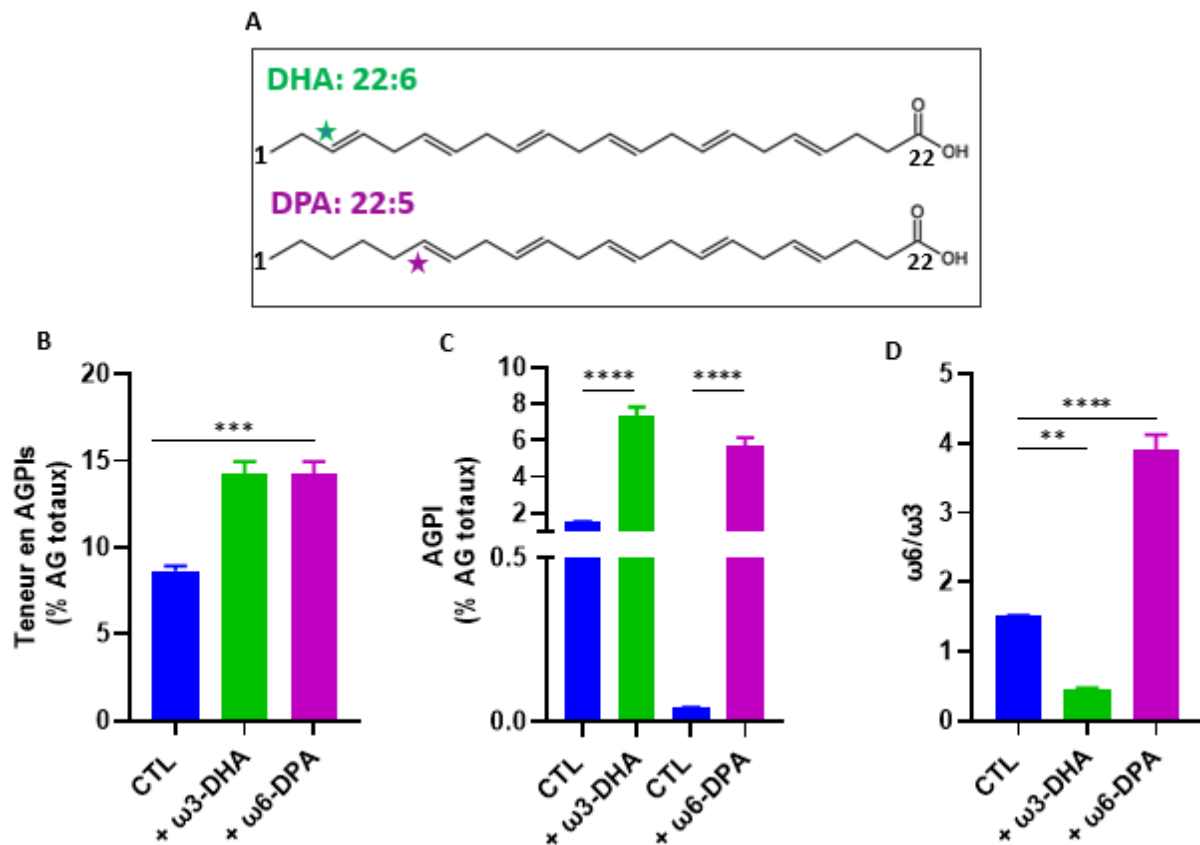 A
DHA: 22:6
1
O
22
OH
DPA: 22:5
1
O
22
OH
B
Teneur en AGPIs
(% AG totaux)
20
15
10
5
0
***
CTL
+ ω3-DHA
+ ω6-DPA
C
AGPI
(% AG totaux)
10
8
6
4
2
0.5
0.0
****
****
CTL
+ ω3-DHA
CTL
+ ω6-DPA
D
ω6/ω3
5
4
3
2
1
0
****
**
CTL
+ ω3-DHA
+ ω6-DPA